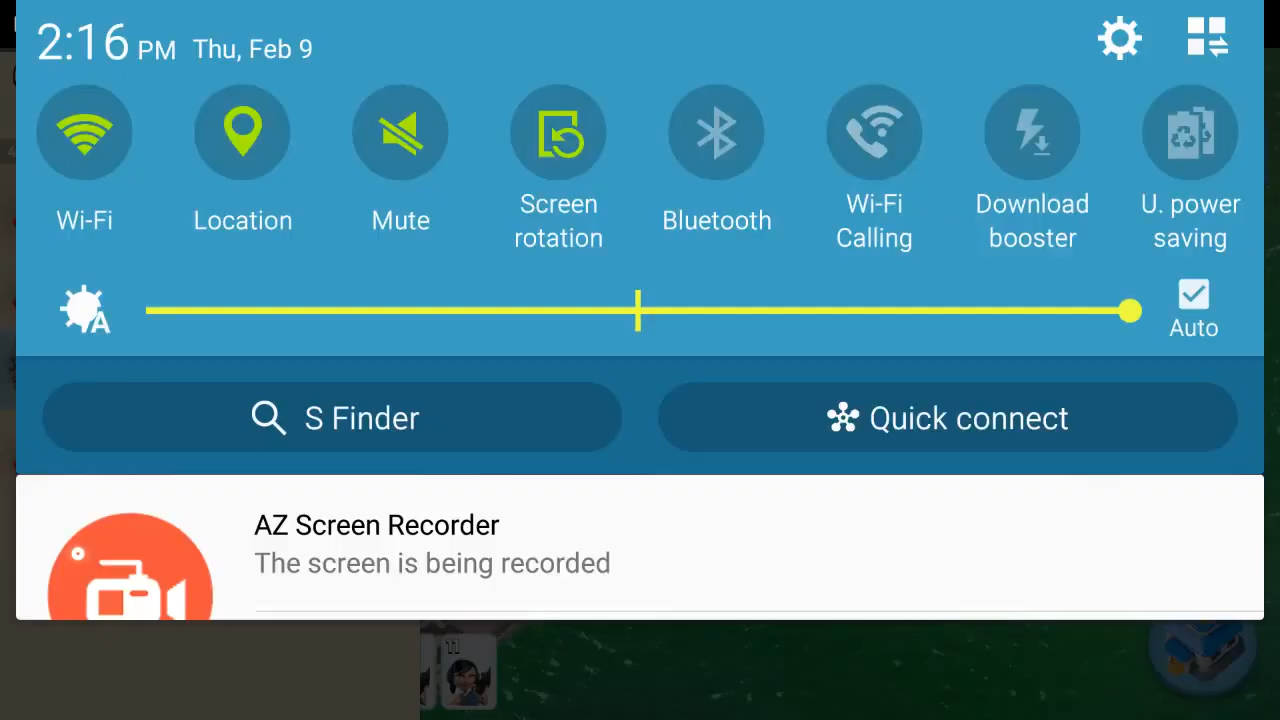 2:16 PM Thu, Feb 9
Wi-Fi
Location
Mute
Screen
rotation
Bluetooth
Wi-Fi
Calling
Download
booster
U. power
saving
A
Auto
S Finder
Quick connect
AZ Screen Recorder
The screen is being recorded
11